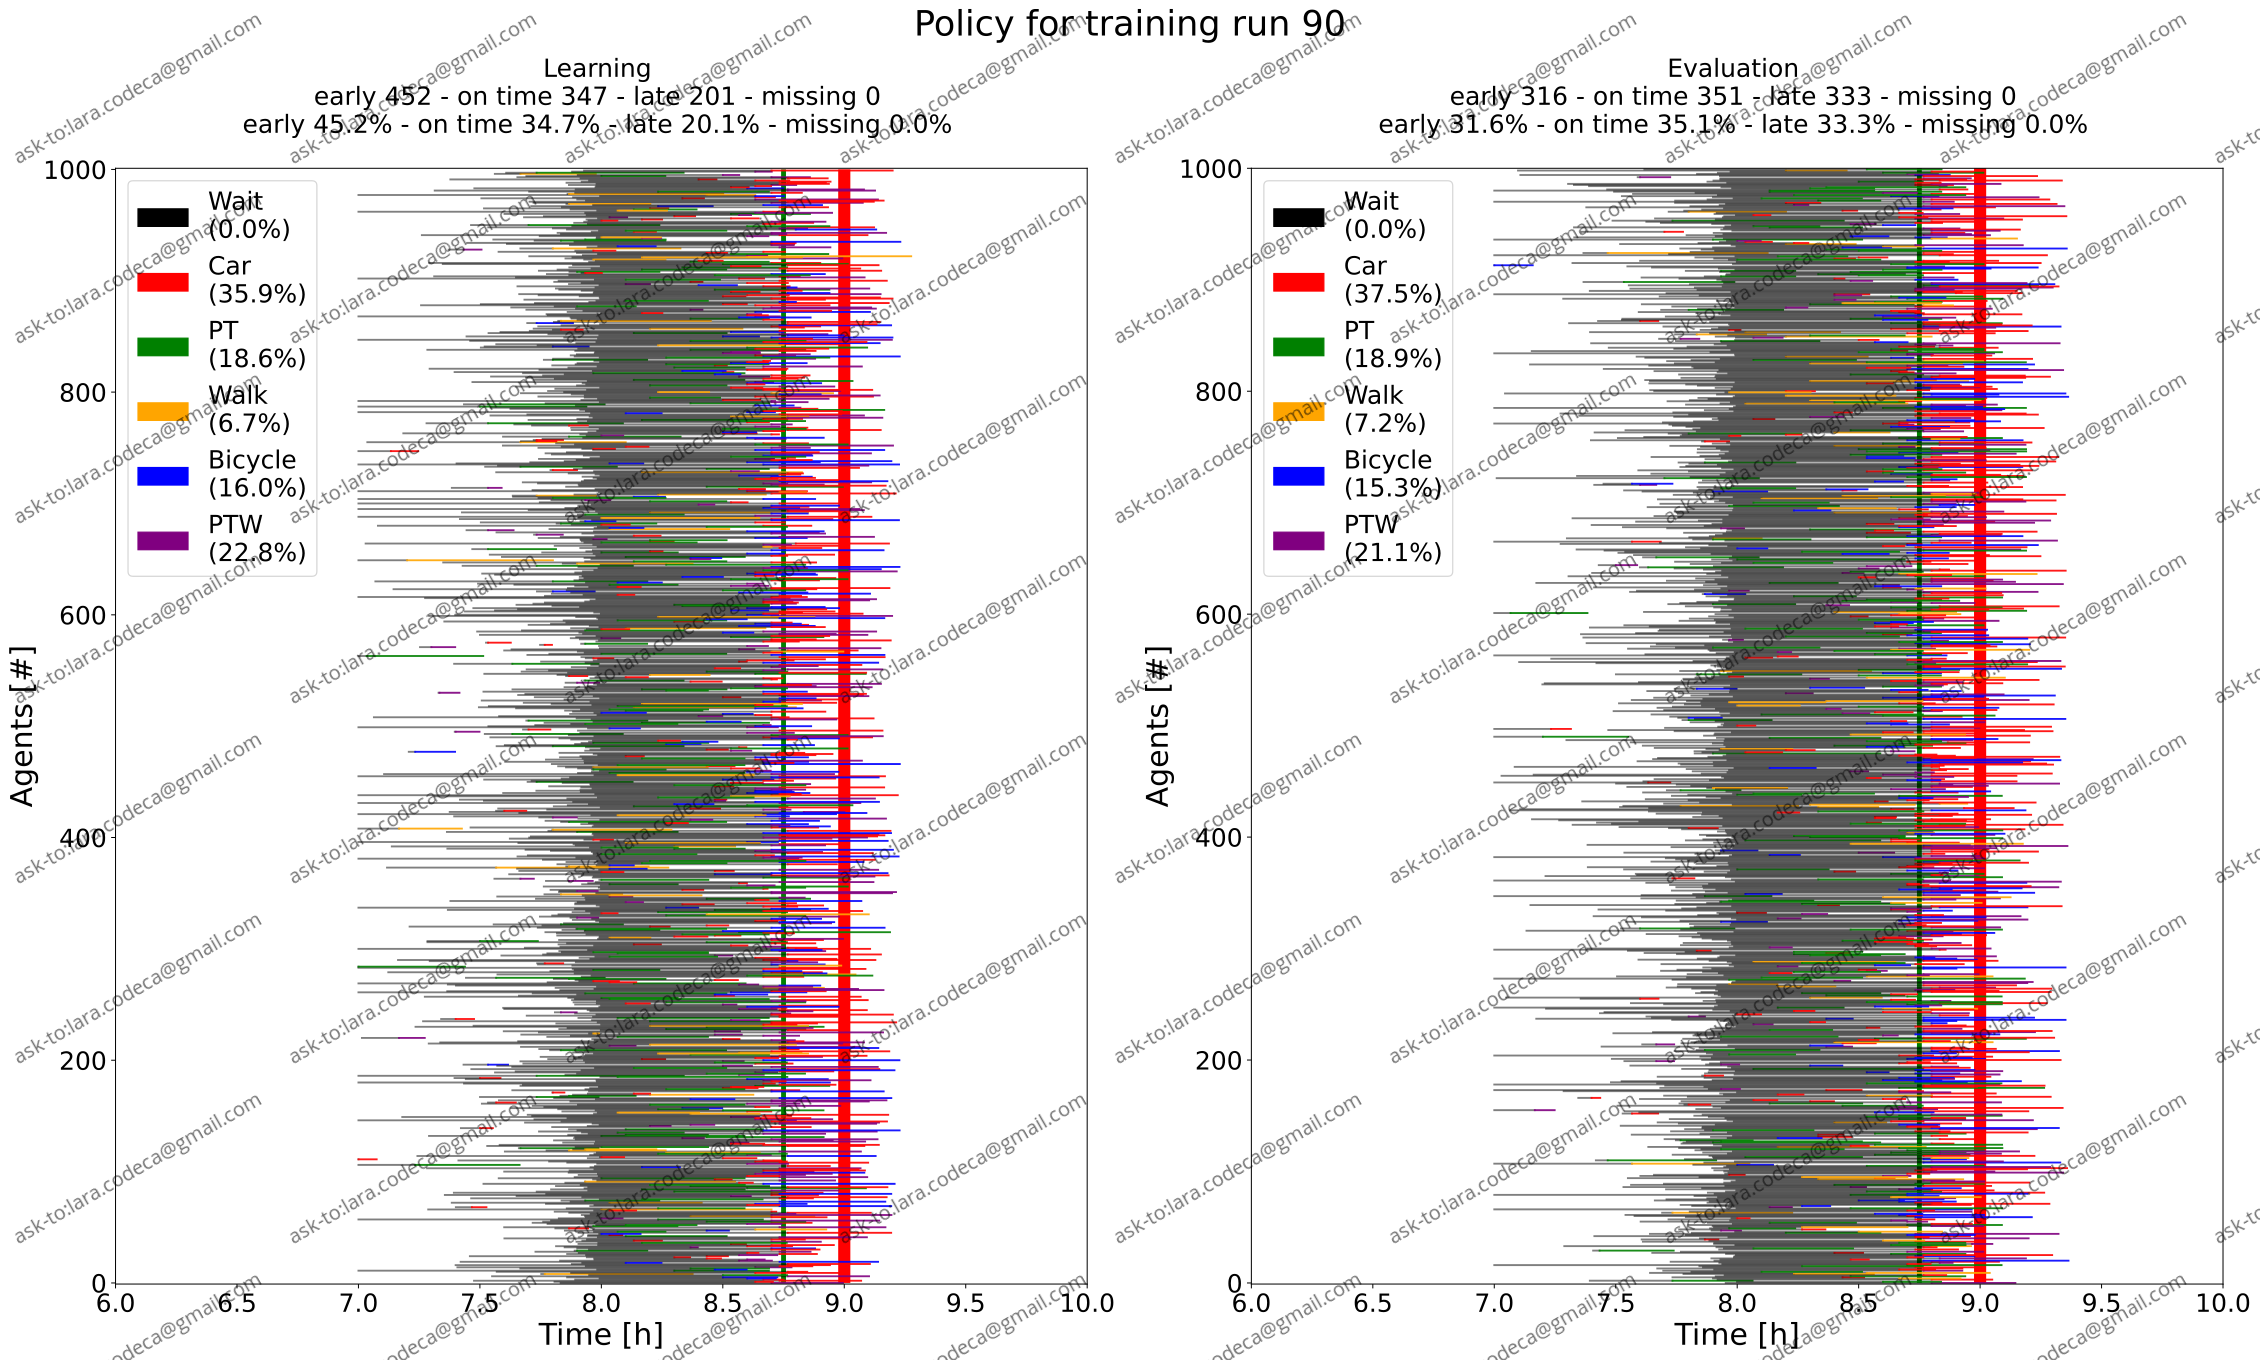 Policy for training run 90
Learning
early 452 - on time 347 - late 201 - missing 0
early 45.2% - on time 34.7% - late 20.1% - missing 0.0%
Wait
(0.0%)
Car
(35.9%)
PT
(18.6%)
Walk
(6.7%)
Bicycle
(16.0%)
PTW
(22.8%)
1000
800
600
400
200
0
Agents [#]
6.0 6.5 7.0 7.5 8.0 8.5 9.0 9.5 10.0
Time [h]
Evaluation
early 316 - on time 351 - late 333 - missing 0
early 31.6% - on time 35.1% - late 33.3% - missing 0.0%
Wait
(0.0%)
Car
(37.5%)
PT
(18.9%)
Walk
(7.2%)
Bicycle
(15.3%)
PTW
(21.1%)
1000
800
600
400
200
0
Agents [#]
6.0 6.5 7.0 7.5 8.0 8.5 9.0 9.5 10.0
Time [h]
ask-to:lara.codeca@gmail.com